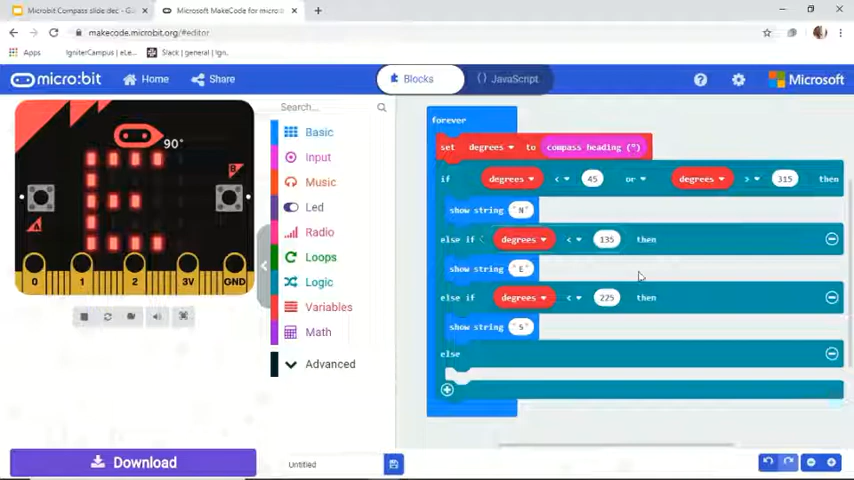 Microbit Compass slide dec - Go
Microsoft MakeCode for micro:b
makecode.microbit.org/#editor
Apps
IgniterCampus | eLe...
Slack | general | Ign...
micro:bit
Home
Share
Blocks
{} JavaScript
Microsoft
90°
A
B
0
1
2
3V
GND
Search...
Basic
Input
Music
Led
Radio
Loops
Logic
Variables
Math
Advanced
forever
set degrees to compass heading (°)
if degrees < 45 or degrees > 315 then
show string "N"
else if degrees < 135 then
show string "E"
else if degrees < 225 then
show string "S"
else
Download
Untitled